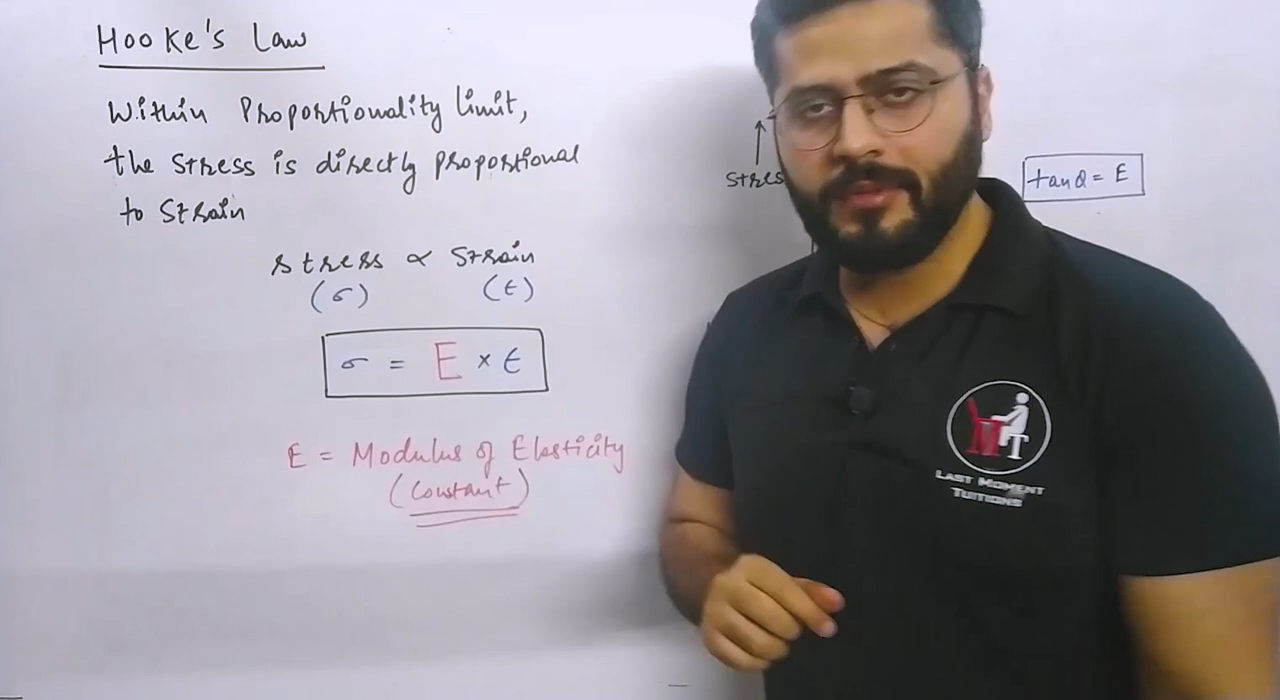 Hooke's Law
Within Proportionality limit,
the stress is directly proportional
to strain
stress ∝ strain
(σ) (ε)
σ = E × ε
E = Modulus of Elasticity
(constant)
tanθ = E
LAST MOMENT
TUITIONS